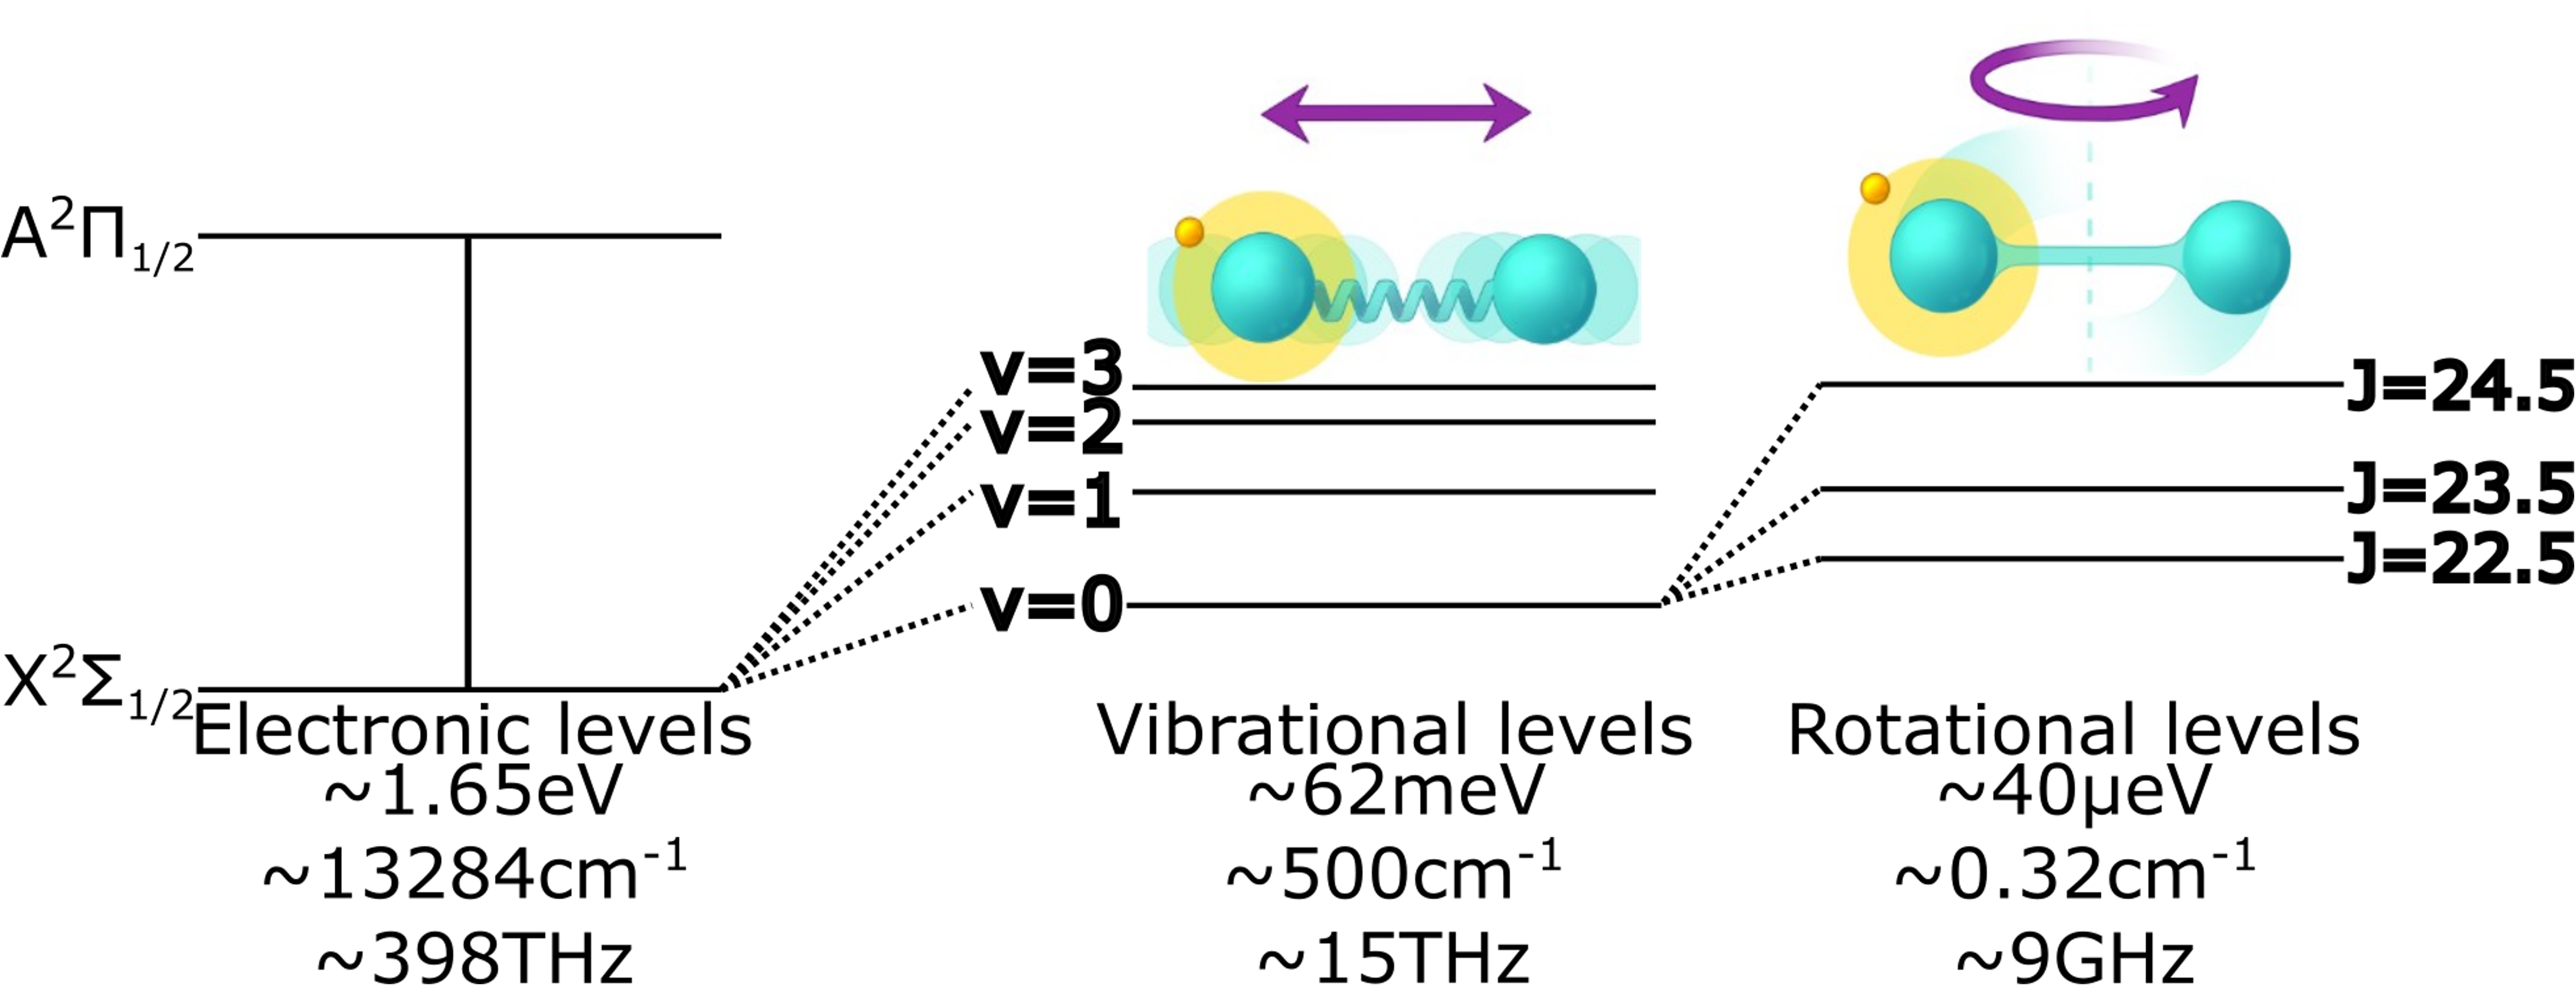 A²Π₁/₂
X²Σ₁/₂
Electronic levels
~1.65eV
~13284cm⁻¹
~398THz
v=3
v=2
v=1
v=0
Vibrational levels
~62meV
~500cm⁻¹
~15THz
J=24.5
J=23.5
J=22.5
Rotational levels
~40μeV
~0.32cm⁻¹
~9GHz